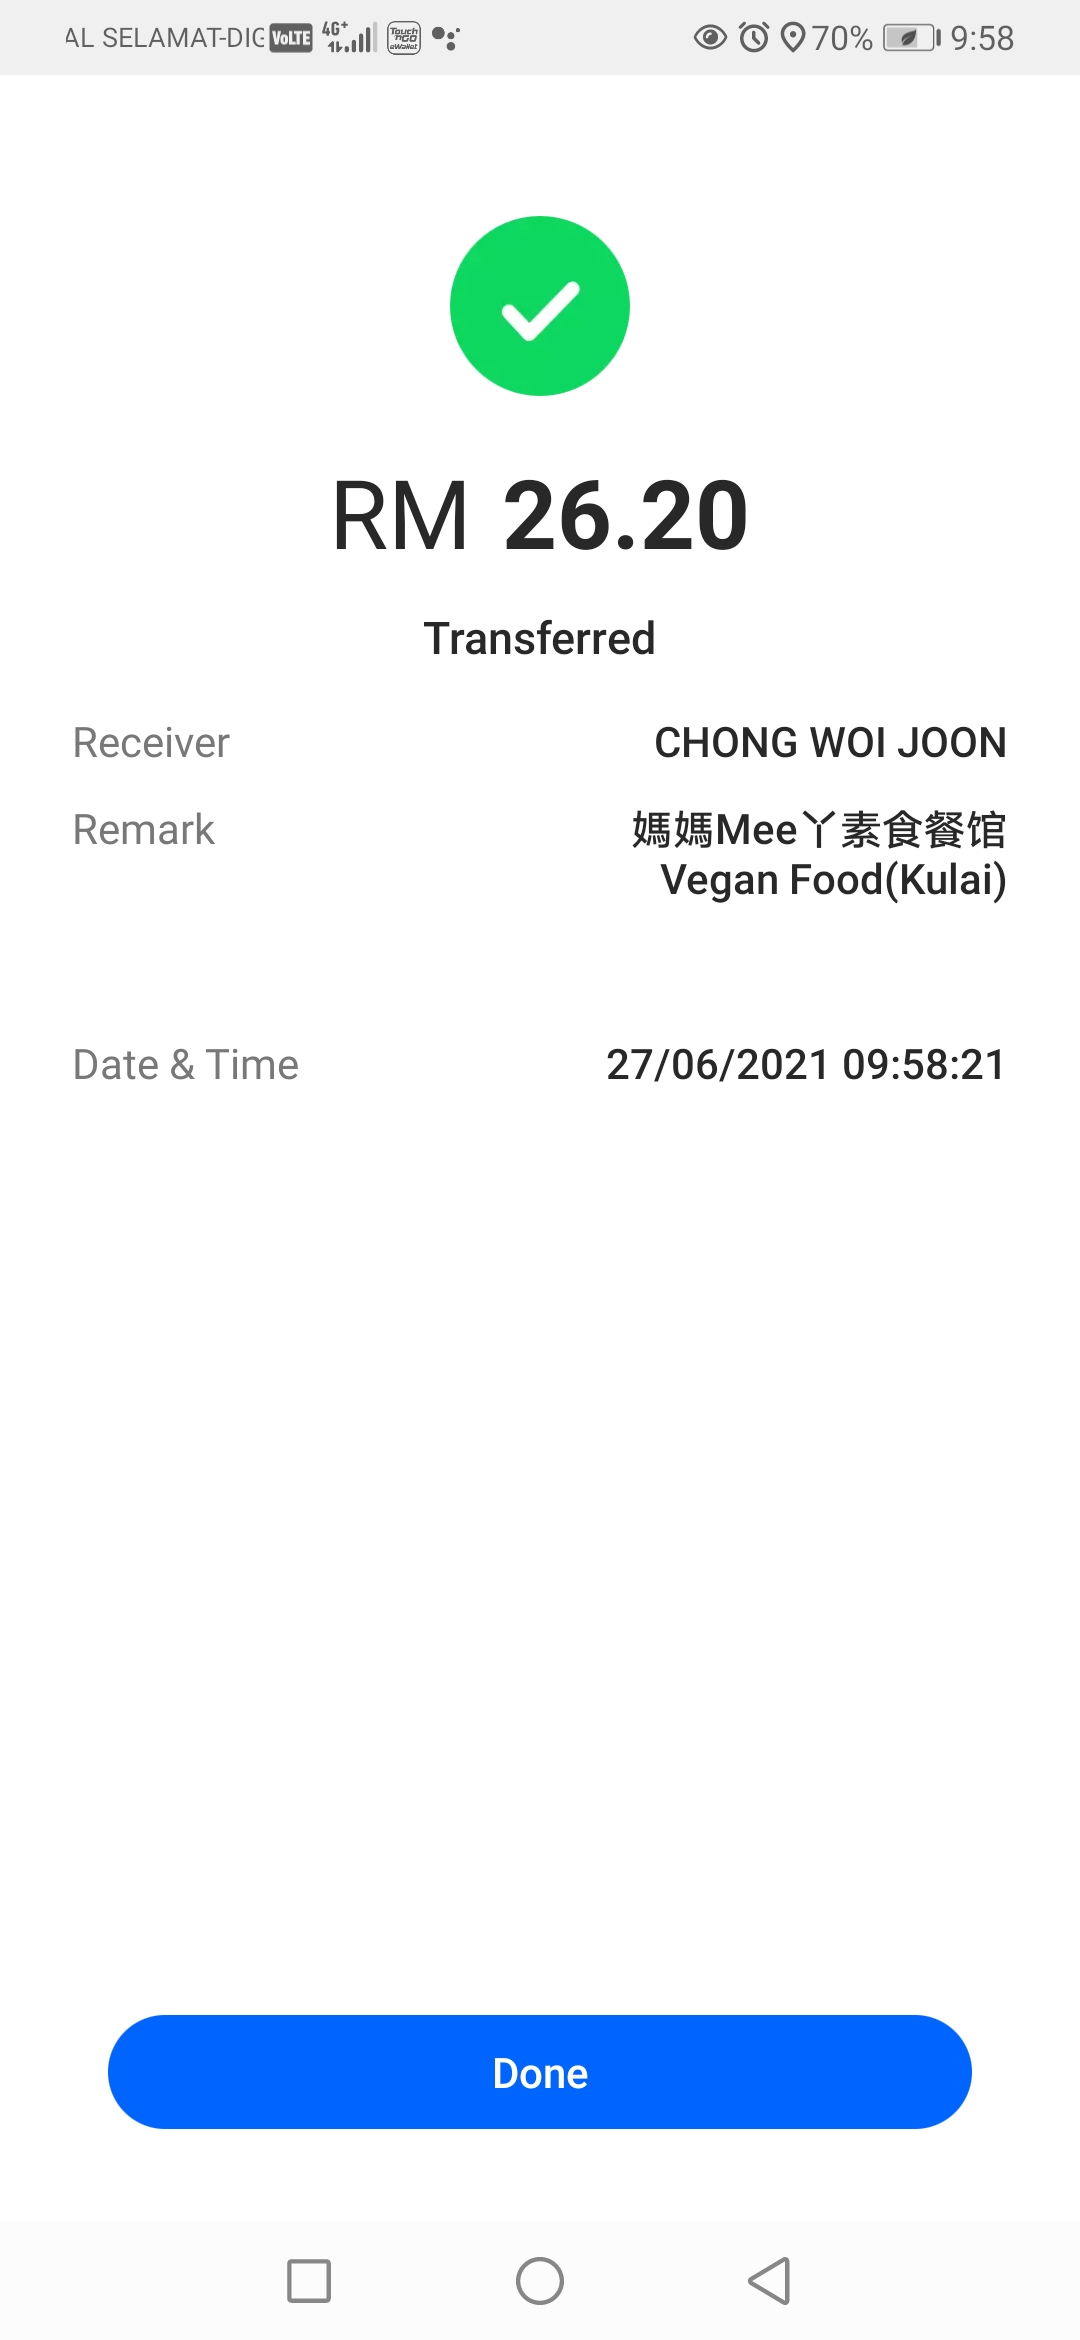 AL SELAMAT-DIG VoLTE 4G+ Touch 'n GO eWallet 70% 9:58
RM 26.20
Transferred
Receiver CHONG WOI JOON
Remark 媽媽Mee丫素食餐馆
Vegan Food(Kulai)
Date & Time 27/06/2021 09:58:21
Done